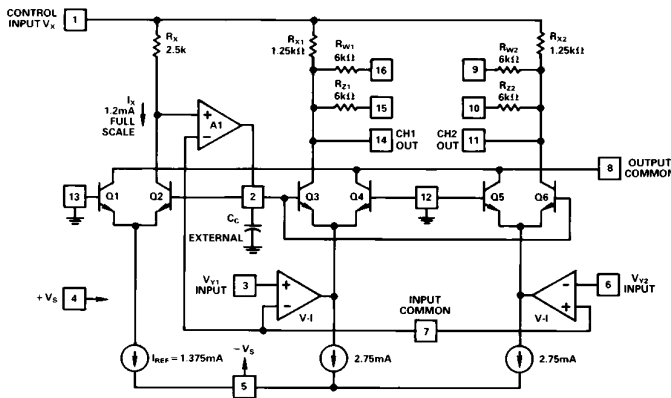 CONTROL
INPUT VX
1
RX
2.5k
RX1
1.25kΩ
RW1
6kΩ
16
RZ1
6kΩ
15
CH1
OUT
14
RX2
1.25kΩ
RW2
6kΩ
9
RZ2
6kΩ
10
CH2
OUT
11
IX
1.2mA
FULL
SCALE
A1
+
−
8
OUTPUT
COMMON
13
Q1
Q2
2
CC
EXTERNAL
Q3
Q4
12
Q5
Q6
+VS
4
VY1
INPUT
3
+
−
V-I
INPUT
COMMON
7
−
+
V-I
6
VY2
INPUT
IREF = 1.375mA
−VS
5
2.75mA
2.75mA